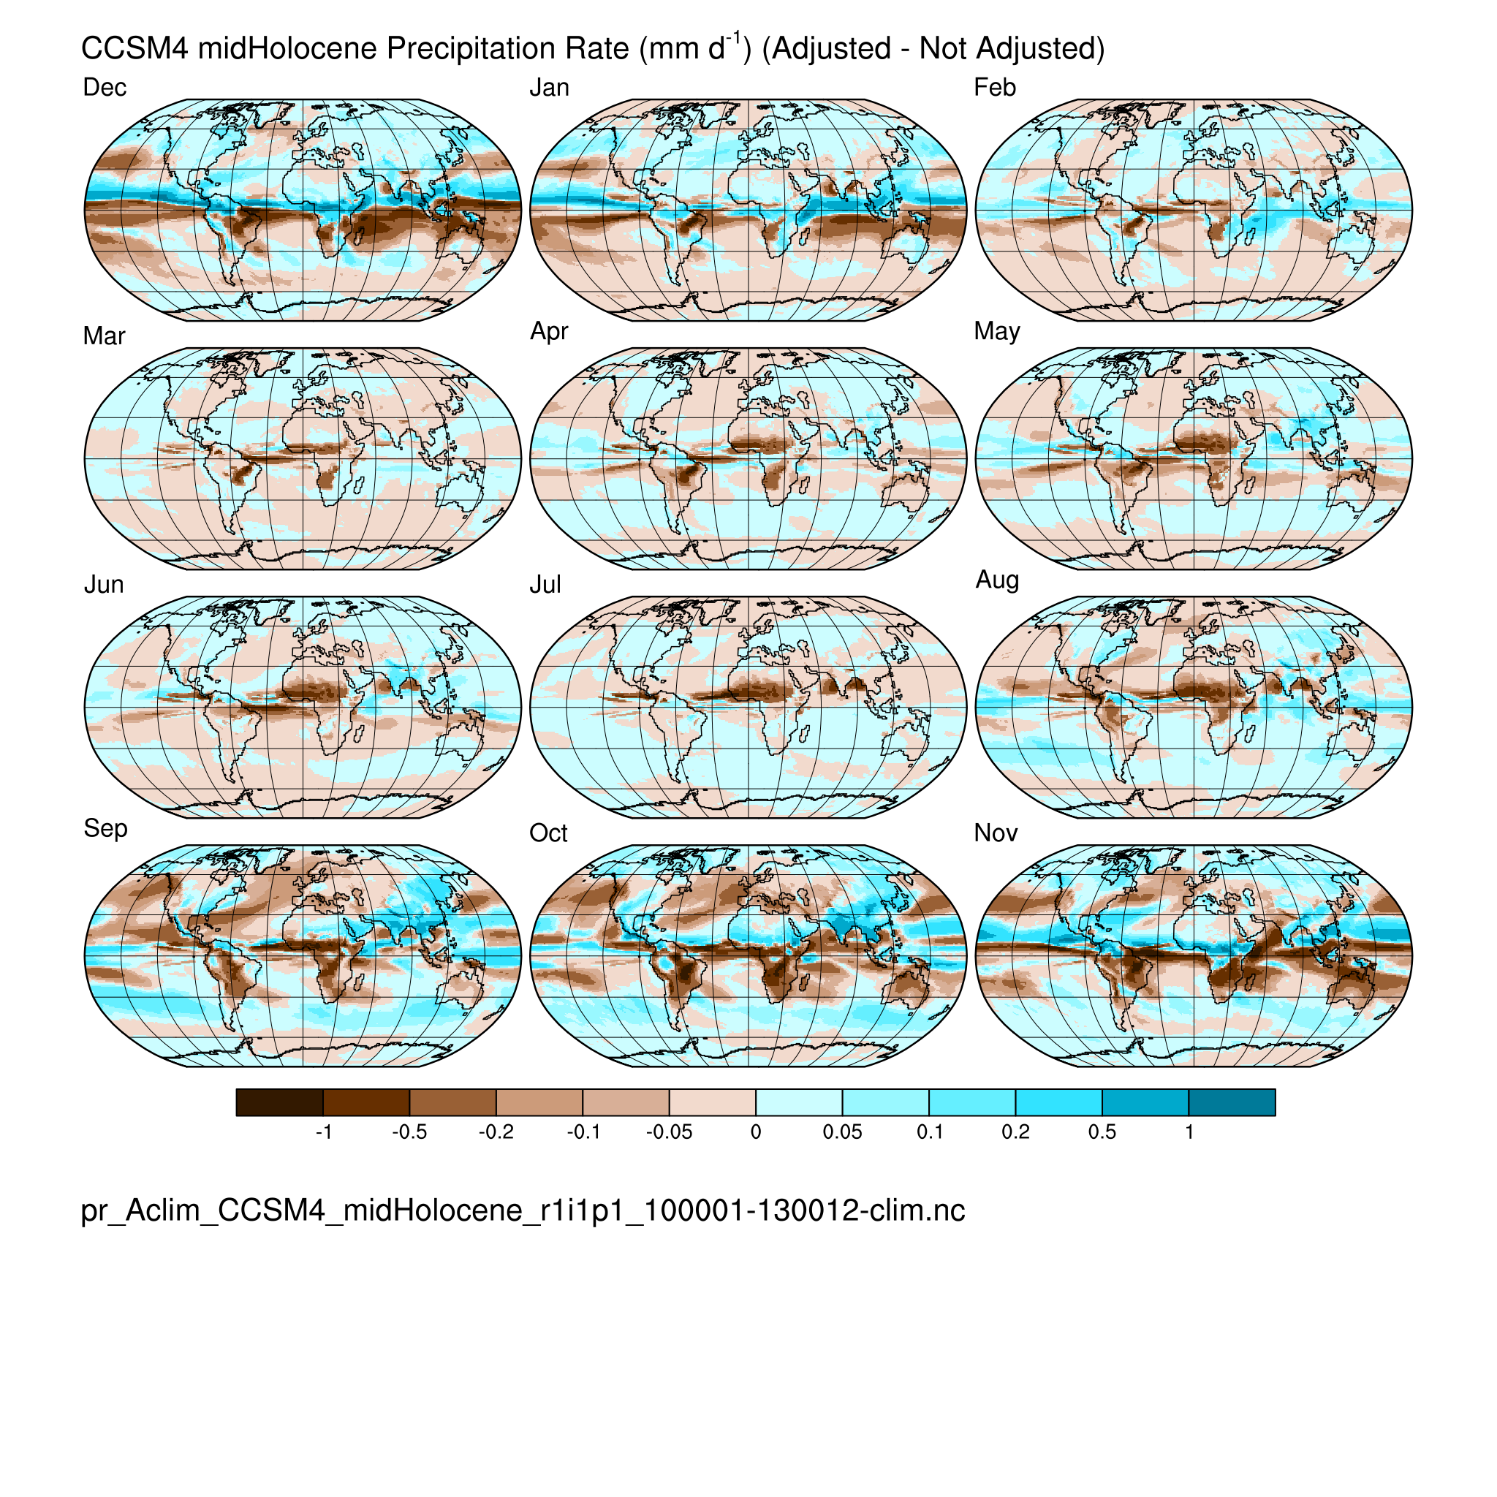 CCSM4 midHolocene Precipitation Rate (mm d-1) (Adjusted - Not Adjusted)
Dec Jan Feb
Mar Apr May
Jun Jul Aug
Sep Oct Nov
-1 -0.5 -0.2 -0.1 -0.05 0 0.05 0.1 0.2 0.5 1
pr_Aclim_CCSM4_midHolocene_r1i1p1_100001-130012-clim.nc